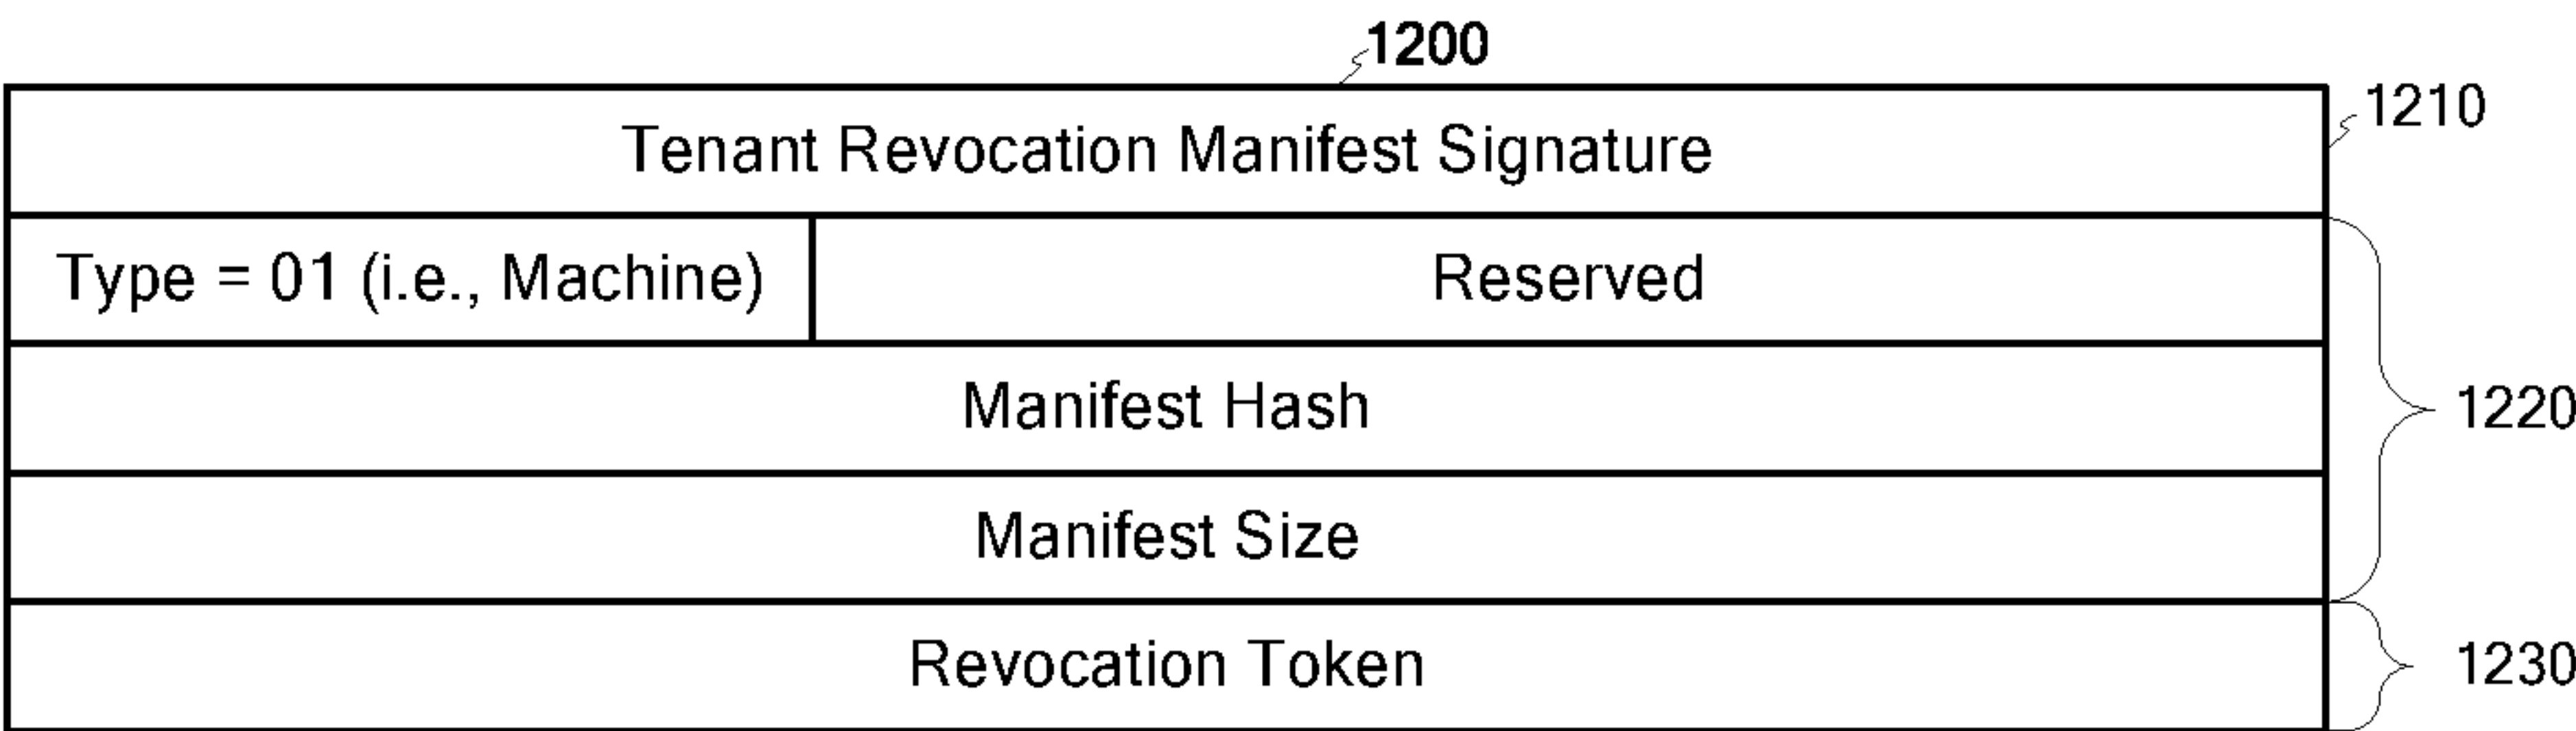 1200
1210
Tenant Revocation Manifest Signature
Type = 01 (i.e., Machine) Reserved
Manifest Hash
1220
Manifest Size
Revocation Token
1230